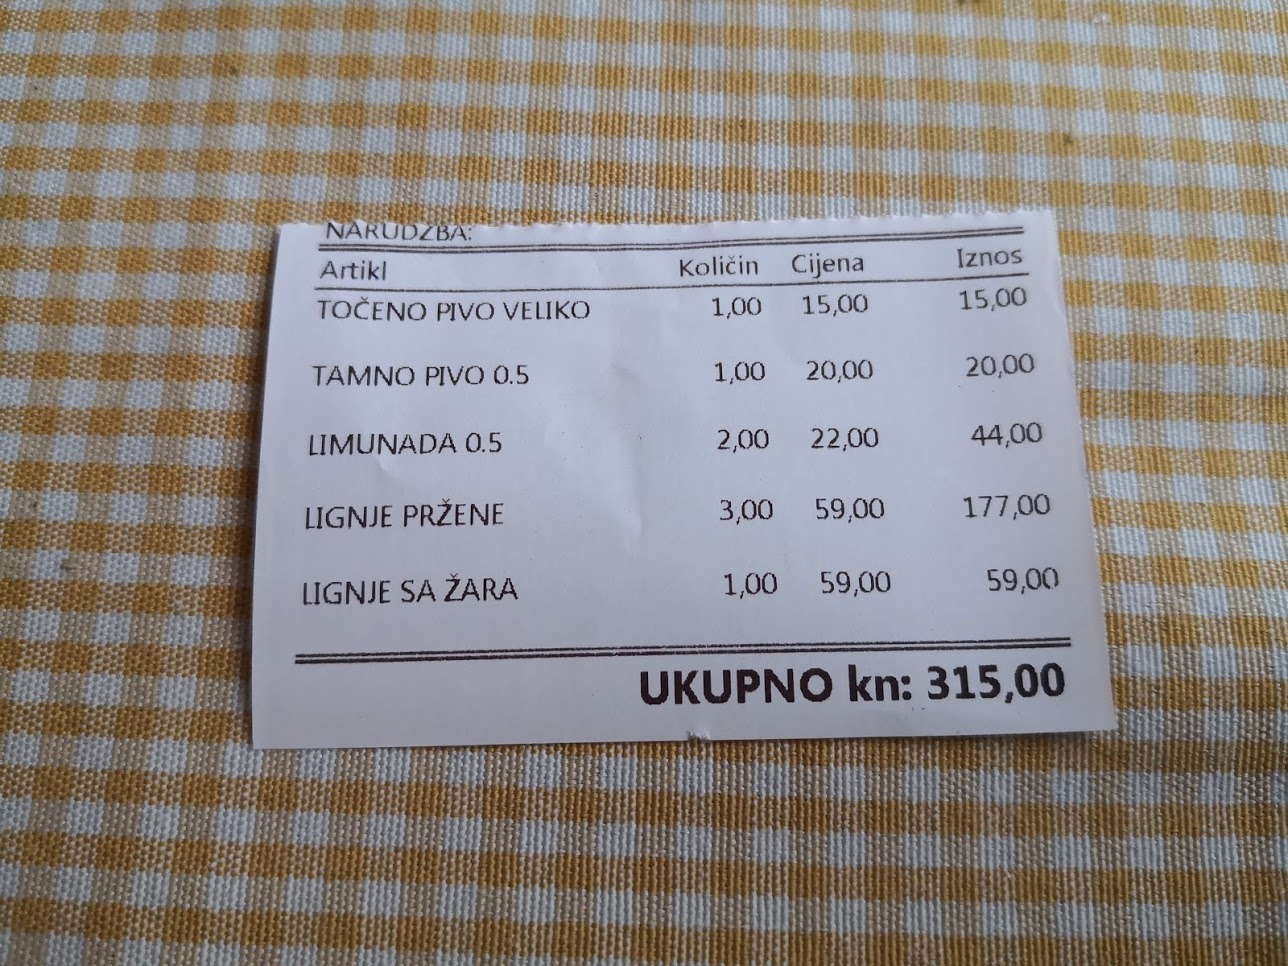 NARUDŽBA:
Artikl Količin Cijena Iznos
TOČENO PIVO VELIKO 1,00 15,00 15,00
TAMNO PIVO 0.5 1,00 20,00 20,00
LIMUNADA 0.5 2,00 22,00 44,00
LIGNJE PRŽENE 3,00 59,00 177,00
LIGNJE SA ŽARA 1,00 59,00 59,00
UKUPNO kn: 315,00